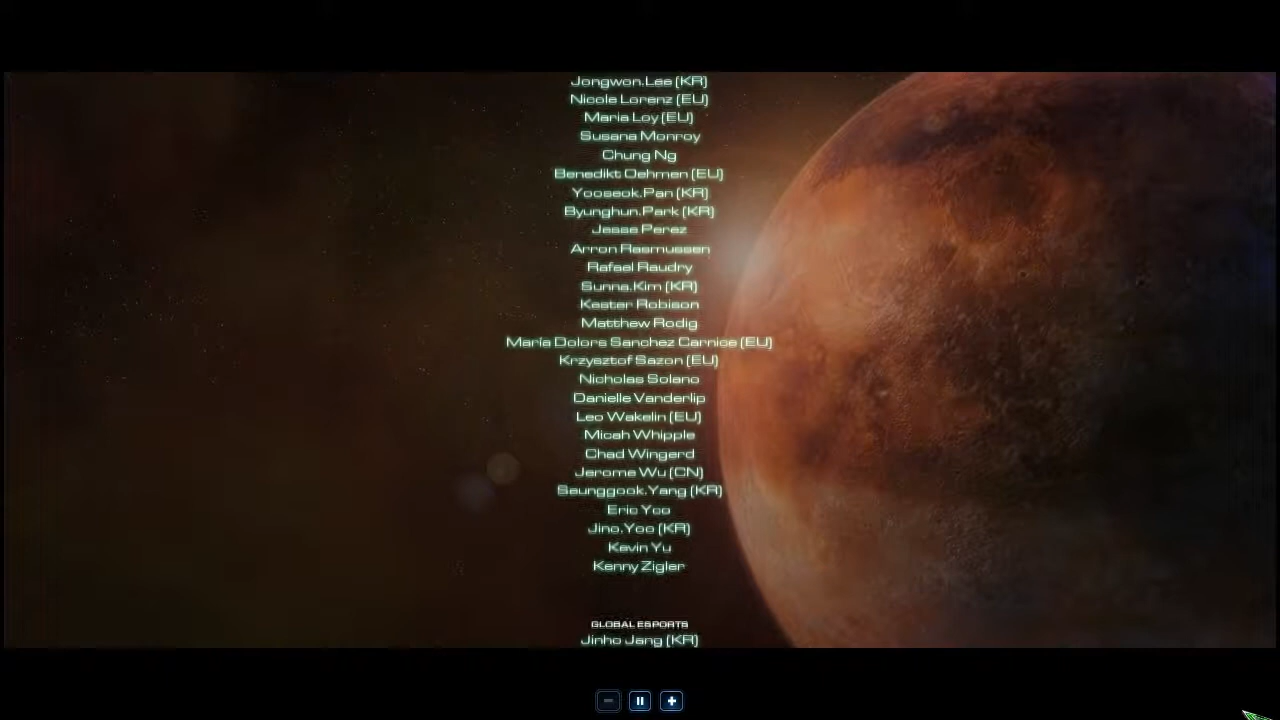 Jongwon.Lee (KR)
Nicole Lorenz (EU)
Maria Loy (EU)
Susana Monroy
Chung Ng
Benedikt Oehmen (EU)
Yooseok.Pan (KR)
Byunghun.Park (KR)
Jesse Perez
Arron Rasmussen
Rafael Raudry
Sunna.Kim (KR)
Kester Robison
Matthew Rodig
María Dolors Sanchez Carnice (EU)
Krzysztof Sazon (EU)
Nicholas Solano
Danielle Vanderlip
Leo Wakelin (EU)
Micah Whipple
Chad Wingerd
Jerome Wu (CN)
Seunggook.Yang (KR)
Eric Yco
Jino.Yoo (KR)
Kevin Yu
Kenny Zigler
GLOBAL ESPORTS
Jinho Jang (KR)